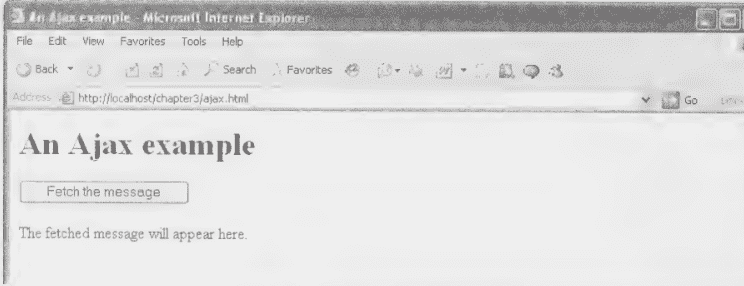 An Ajax example - Microsoft Internet Explorer
File Edit View Favorites Tools Help
Back Search Favorites
Address http://localhost/chapter3/ajax.html Go
An Ajax example
Fetch the message
The fetched message will appear here.